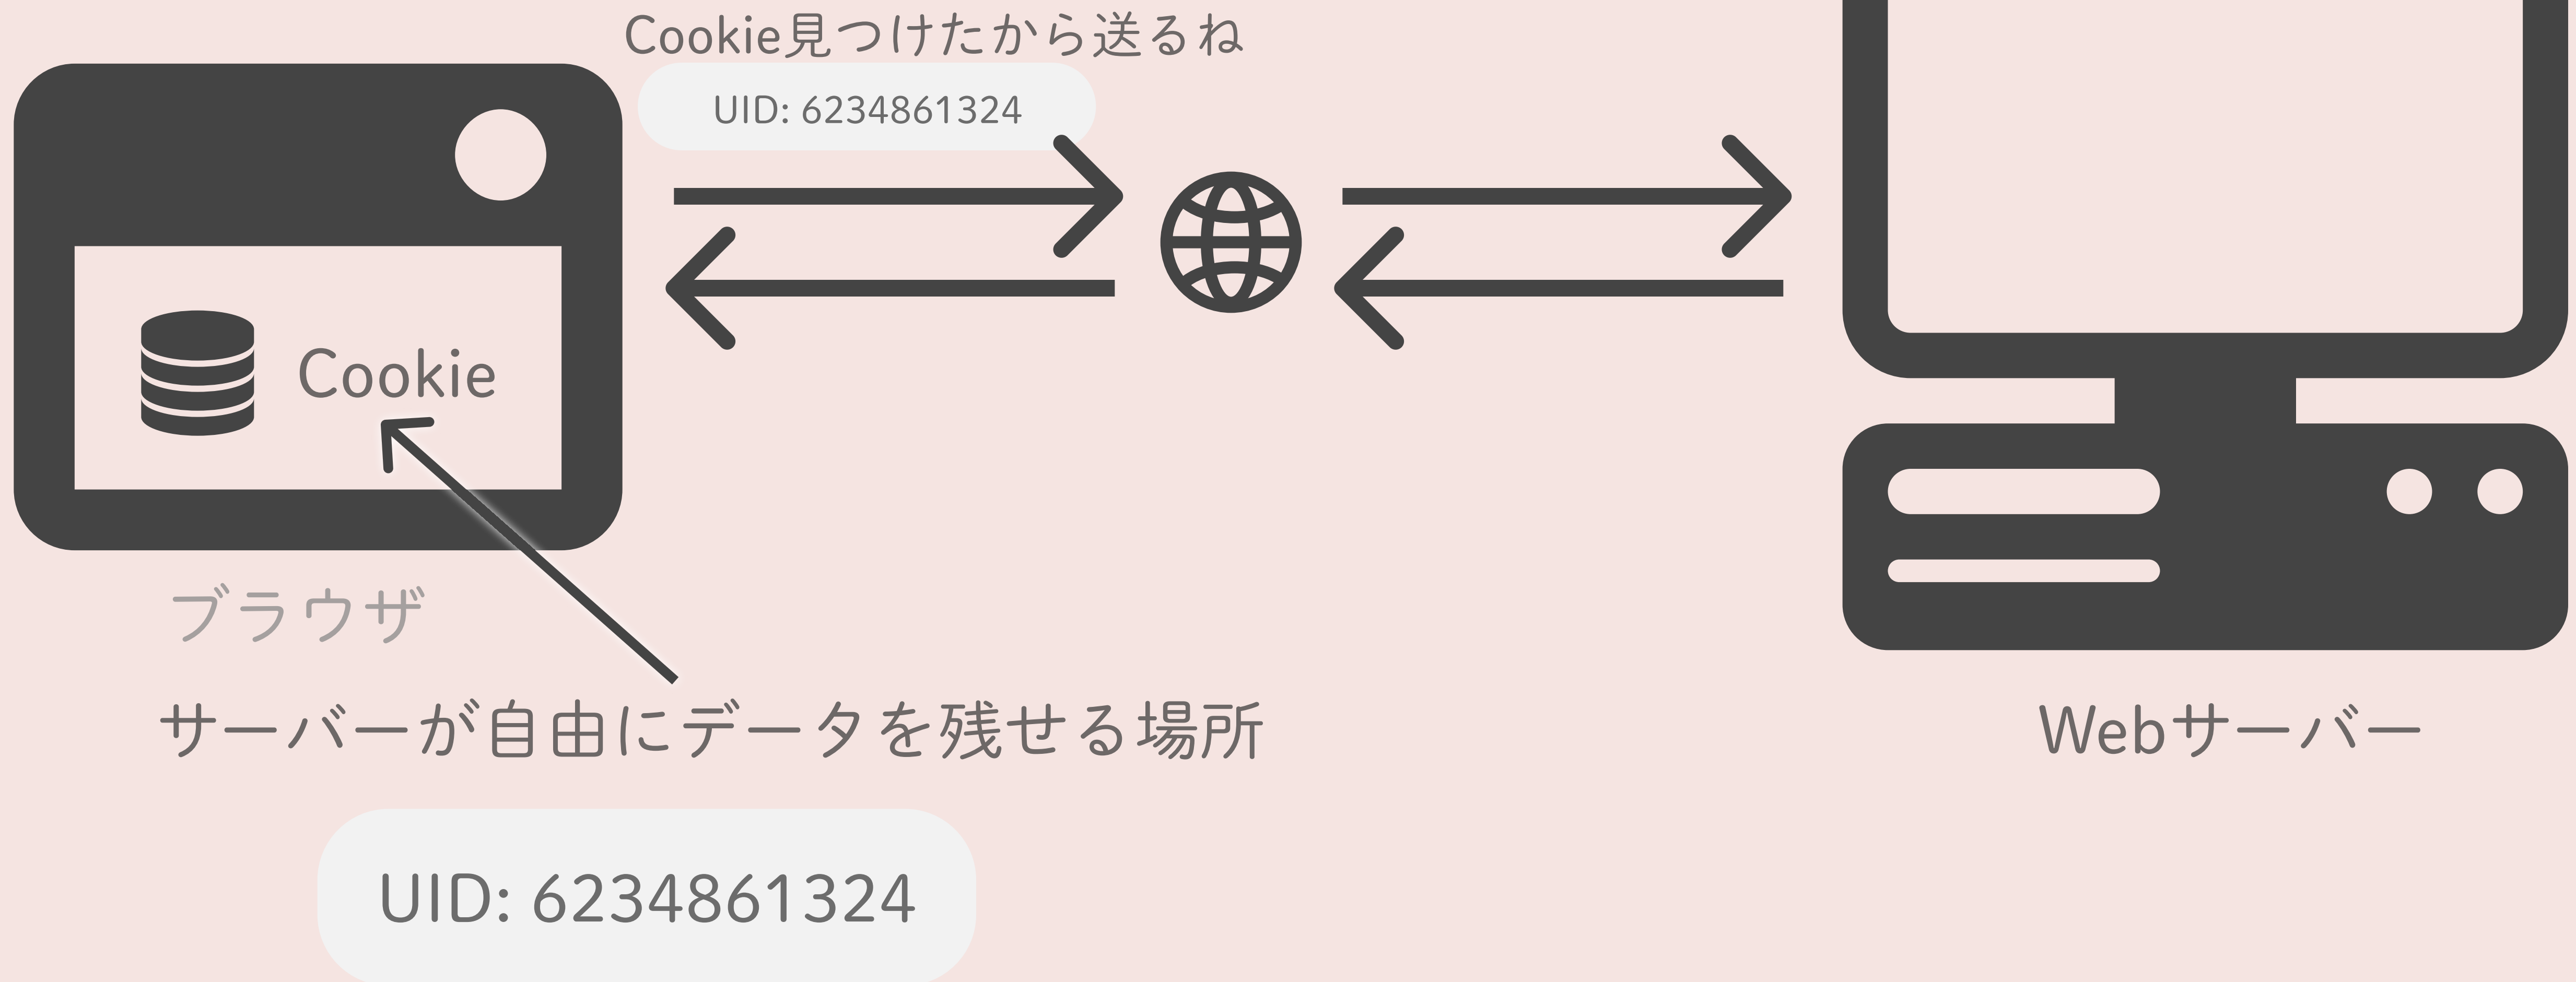 Cookie見つけたから送るね
UID: 6234861324
Cookie
ブラウザ
サーバーが自由にデータを残せる場所
Webサーバー
UID: 6234861324